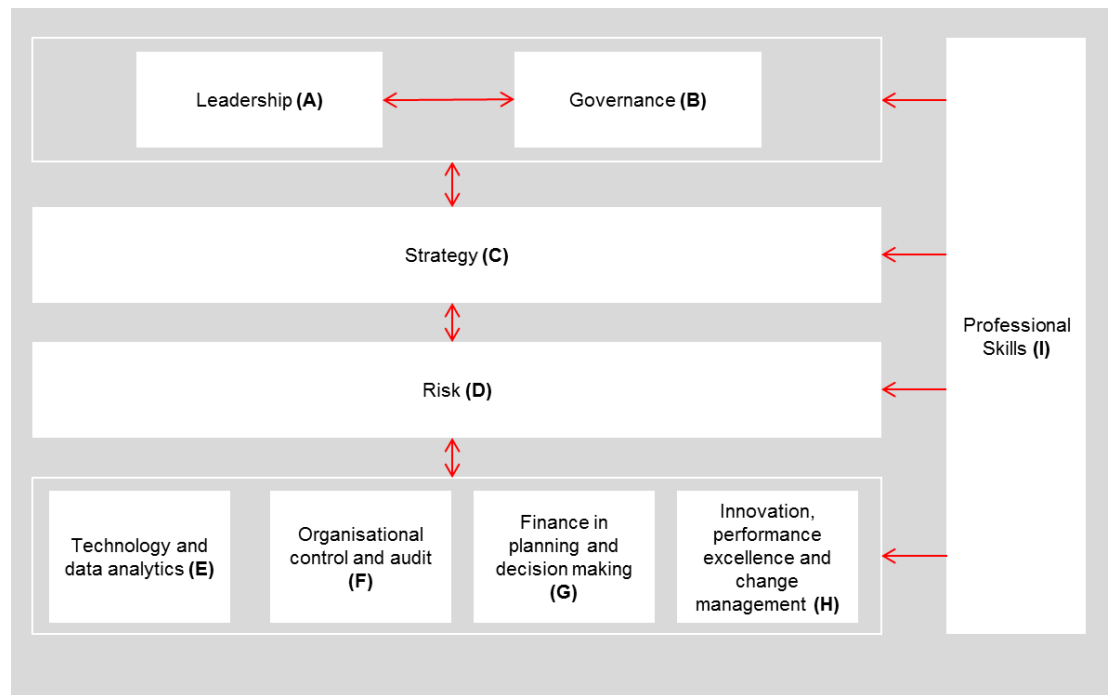 Leadership (A)
Governance (B)
Strategy (C)
Risk (D)
Technology and
data analytics (E)
Organisational
control and audit
(F)
Finance in
planning and
decision making
(G)
Innovation,
performance
excellence and
change
management (H)
Professional
Skills (I)